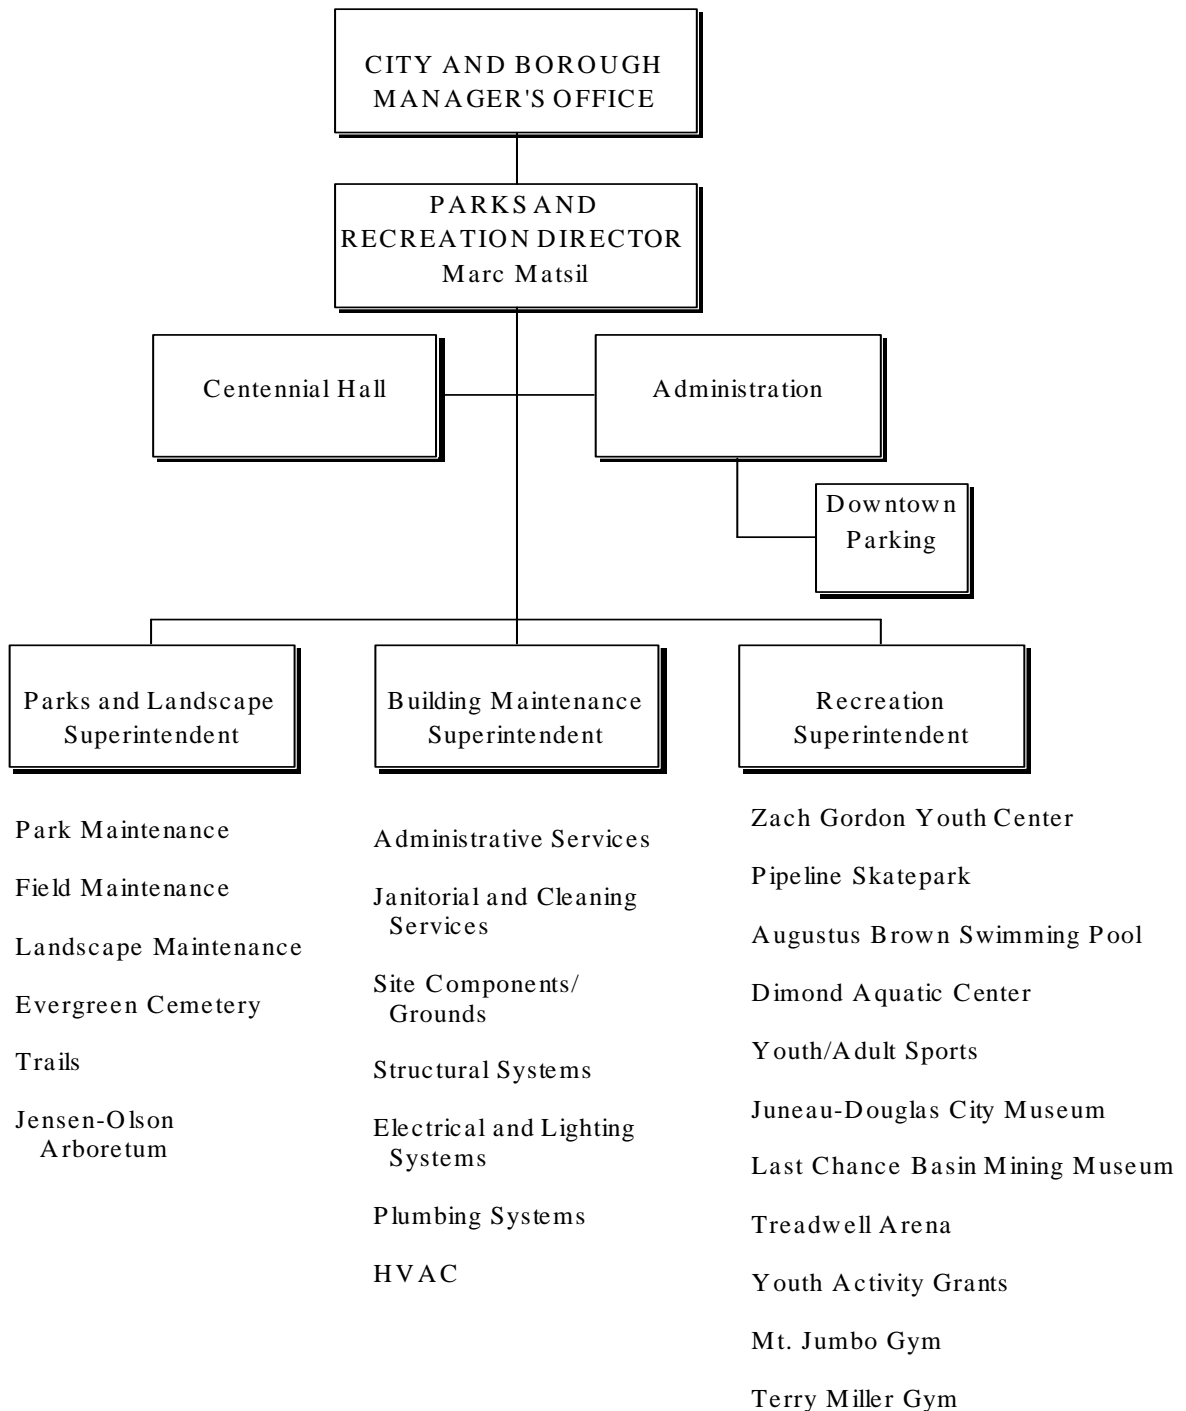 CITY AND BOROUGH
MANAGER'S OFFICE
PARKS AND
RECREATION DIRECTOR
Marc Matsil
Centennial Hall
Administration
Downtown
Parking
Parks and Landscape
Superintendent
Building Maintenance
Superintendent
Recreation
Superintendent
Park Maintenance
Field Maintenance
Landscape Maintenance
Evergreen Cemetery
Trails
Jensen-Olson
Arboretum
Administrative Services
Janitorial and Cleaning
Services
Site Components/
Grounds
Structural Systems
Electrical and Lighting
Systems
Plumbing Systems
HVAC
Zach Gordon Youth Center
Pipeline Skatepark
Augustus Brown Swimming Pool
Dimond Aquatic Center
Youth/Adult Sports
Juneau-Douglas City Museum
Last Chance Basin Mining Museum
Treadwell Arena
Youth Activity Grants
Mt. Jumbo Gym
Terry Miller Gym